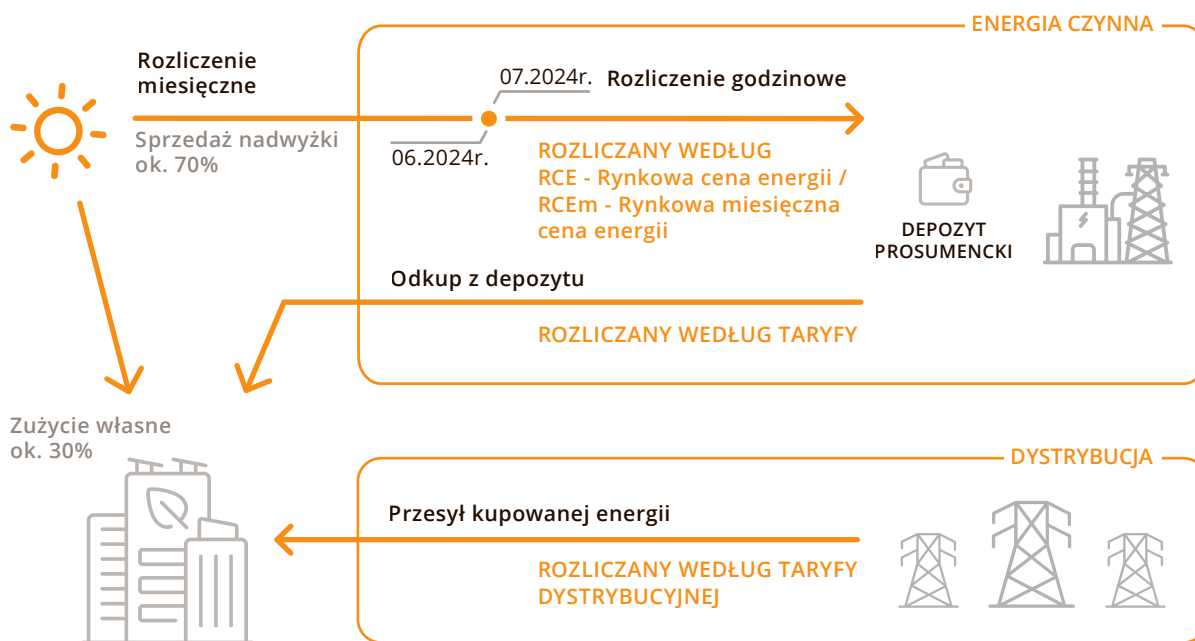 ENERGIA CZYNNA
Rozliczenie
miesięczne
07.2024r.
Rozliczenie godzinowe
Sprzedaż nadwyżki
ok. 70%
06.2024r.
ROZLICZANY WEDŁUG
RCE - Rynkowa cena energii /
RCEm - Rynkowa miesięczna
cena energii
DEPOZYT
PROSUMENCKI
Odkup z depozytu
ROZLICZANY WEDŁUG TARYFY
Zużycie własne
ok. 30%
DYSTRYBUCJA
Przesył kupowanej energii
ROZLICZANY WEDŁUG TARYFY
DYSTRYBUCYJNEJ